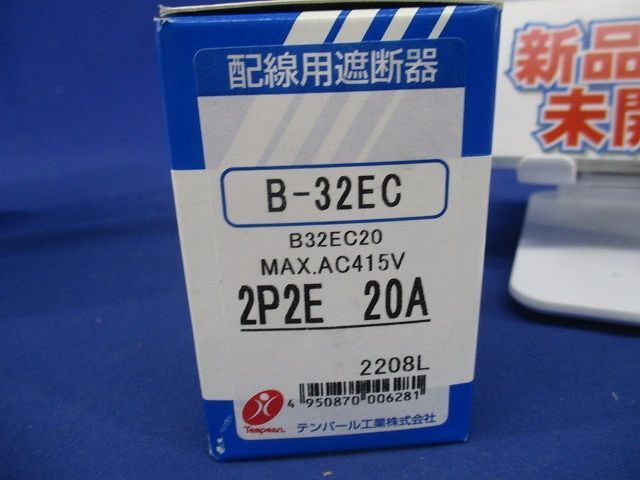 配線用遮断器
B-32EC
B32EC20
MAX.AC415V
2P2E 20A
2208L
4 950870 006281
Tempearl
テンパール工業株式会社
新品
未開